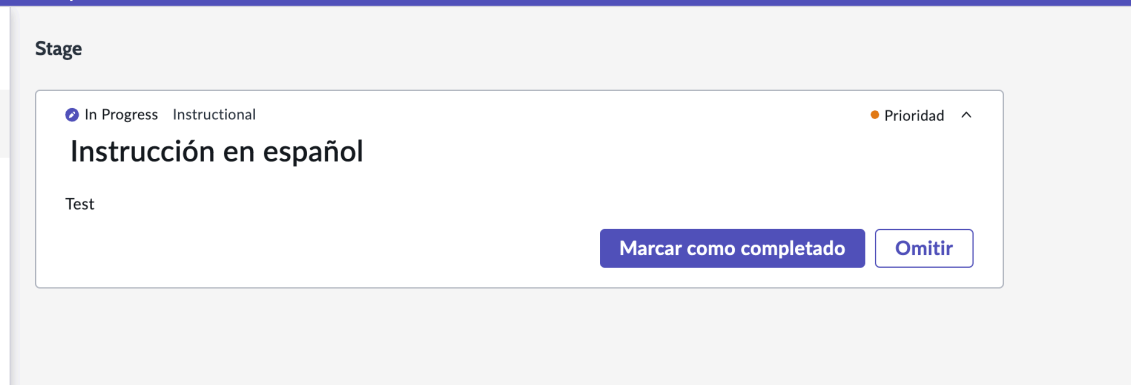 Stage
In Progress Instructional
Prioridad
Instrucción en español
Test
Marcar como completado
Omitir